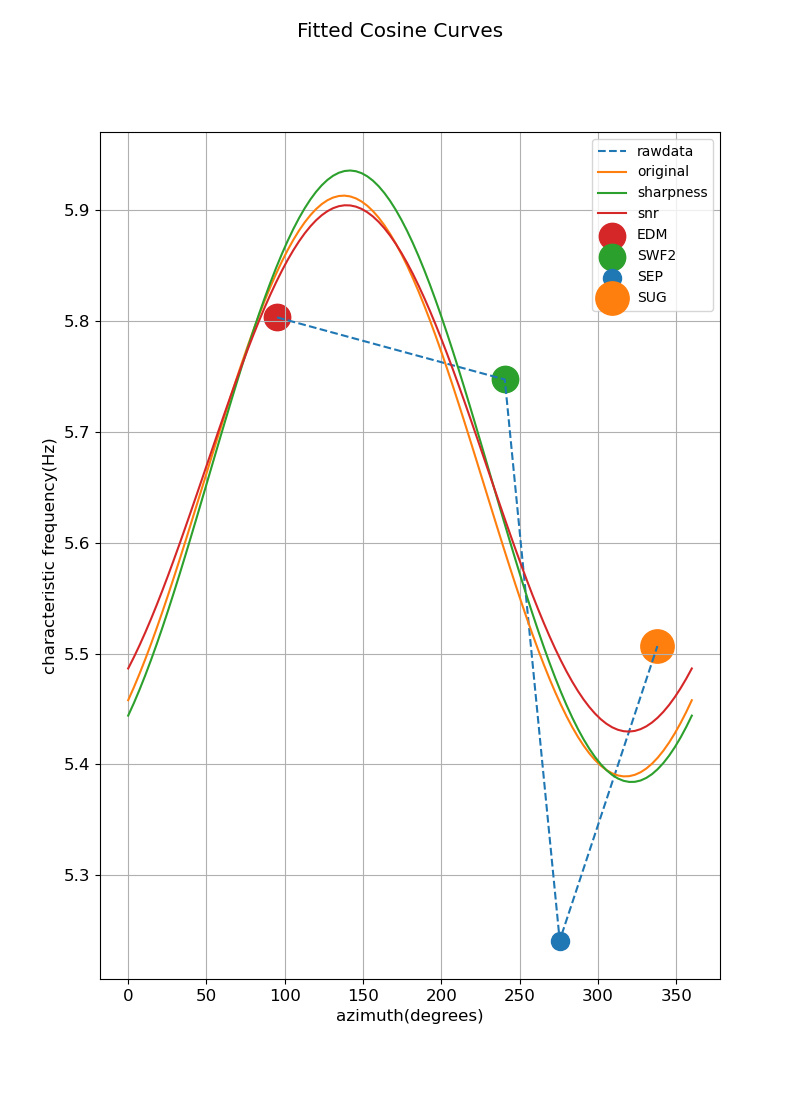 Fitted Cosine Curves
rawdata
original
sharpness
snr
EDM
SWF2
SEP
SUG
5.9
5.8
5.7
5.6
5.5
5.4
5.3
characteristic frequency(Hz)
0 50 100 150 200 250 300 350
azimuth(degrees)